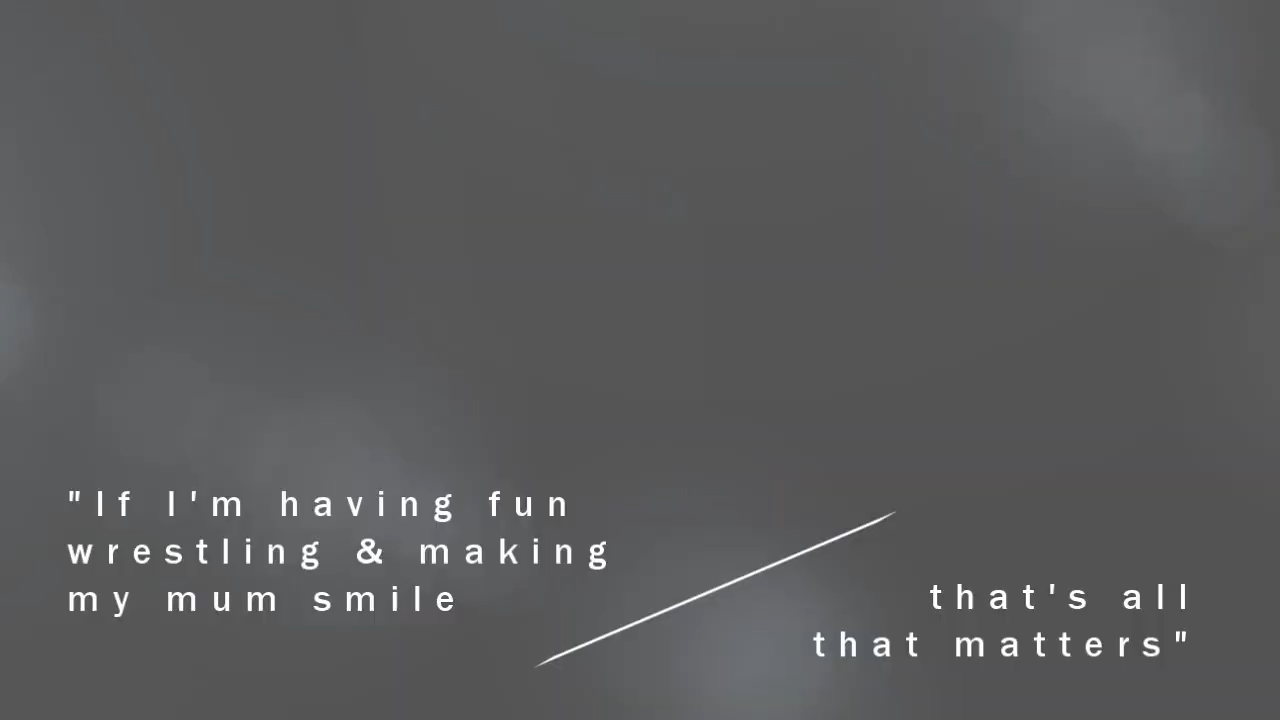 "If I'm having fun
wrestling & making
my mum smile
that's all
that matters"